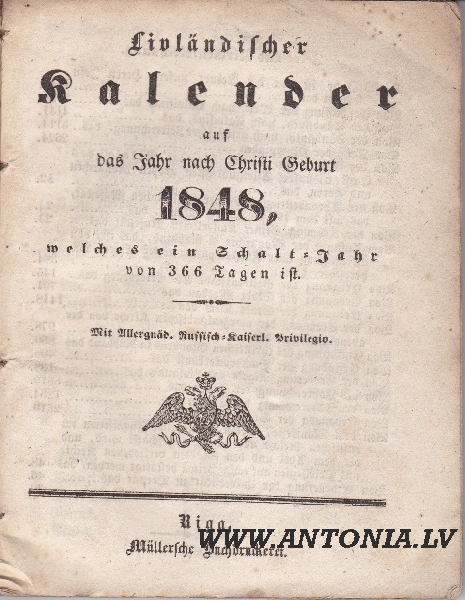 Livländischer
Kalender
auf
das Jahr nach Christi Geburt
1848,
welches ein Schalt-Jahr
von 366 Tagen ist.
Mit Allergnäd. Russisch-Kaiserl. Privilegio.
Riga,
WWW.ANTONIA.LV
Müllersche Buchdruckerei.